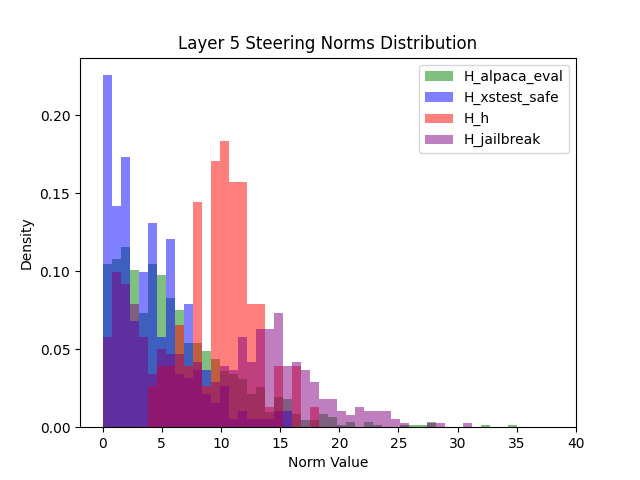 Layer 5 Steering Norms Distribution
H_alpaca_eval
H_xstest_safe
H_h
H_jailbreak
Density
0.20
0.15
0.10
0.05
0.00
0 5 10 15 20 25 30 35 40
Norm Value